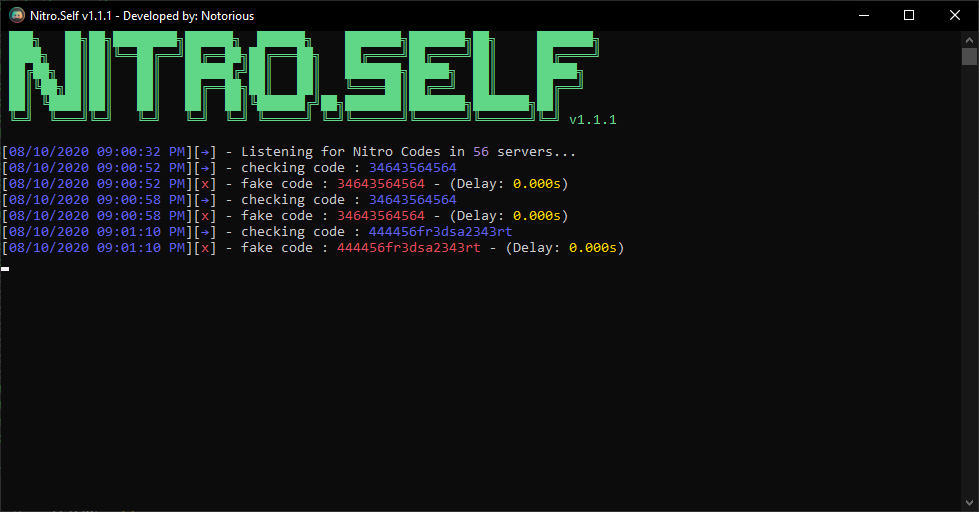 Nitro.Self v1.1.1 - Developed by: Notorious
NITRO.SELF
v1.1.1
[08/10/2020 09:00:32 PM][→] - Listening for Nitro Codes in 56 servers...
[08/10/2020 09:00:52 PM][→] - checking code : 34643564564
[08/10/2020 09:00:52 PM][x] - fake code : 34643564564 - (Delay: 0.000s)
[08/10/2020 09:00:58 PM][→] - checking code : 34643564564
[08/10/2020 09:00:58 PM][x] - fake code : 34643564564 - (Delay: 0.000s)
[08/10/2020 09:01:10 PM][→] - checking code : 444456fr3dsa2343rt
[08/10/2020 09:01:10 PM][x] - fake code : 444456fr3dsa2343rt - (Delay: 0.000s)